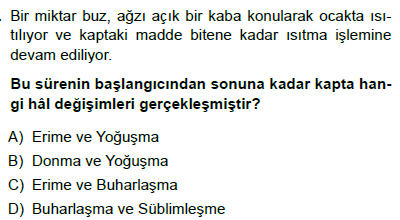 . Bir miktar buz, ağzı açık bir kaba konularak ocakta ısı-
tılıyor ve kaptaki madde bitene kadar ısıtma işlemine
devam ediliyor.
Bu sürenin başlangıcından sonuna kadar kapta han-
gi hâl değişimleri gerçekleşmiştir?
A) Erime ve Yoğuşma
B) Donma ve Yoğuşma
C) Erime ve Buharlaşma
D) Buharlaşma ve Süblimleşme